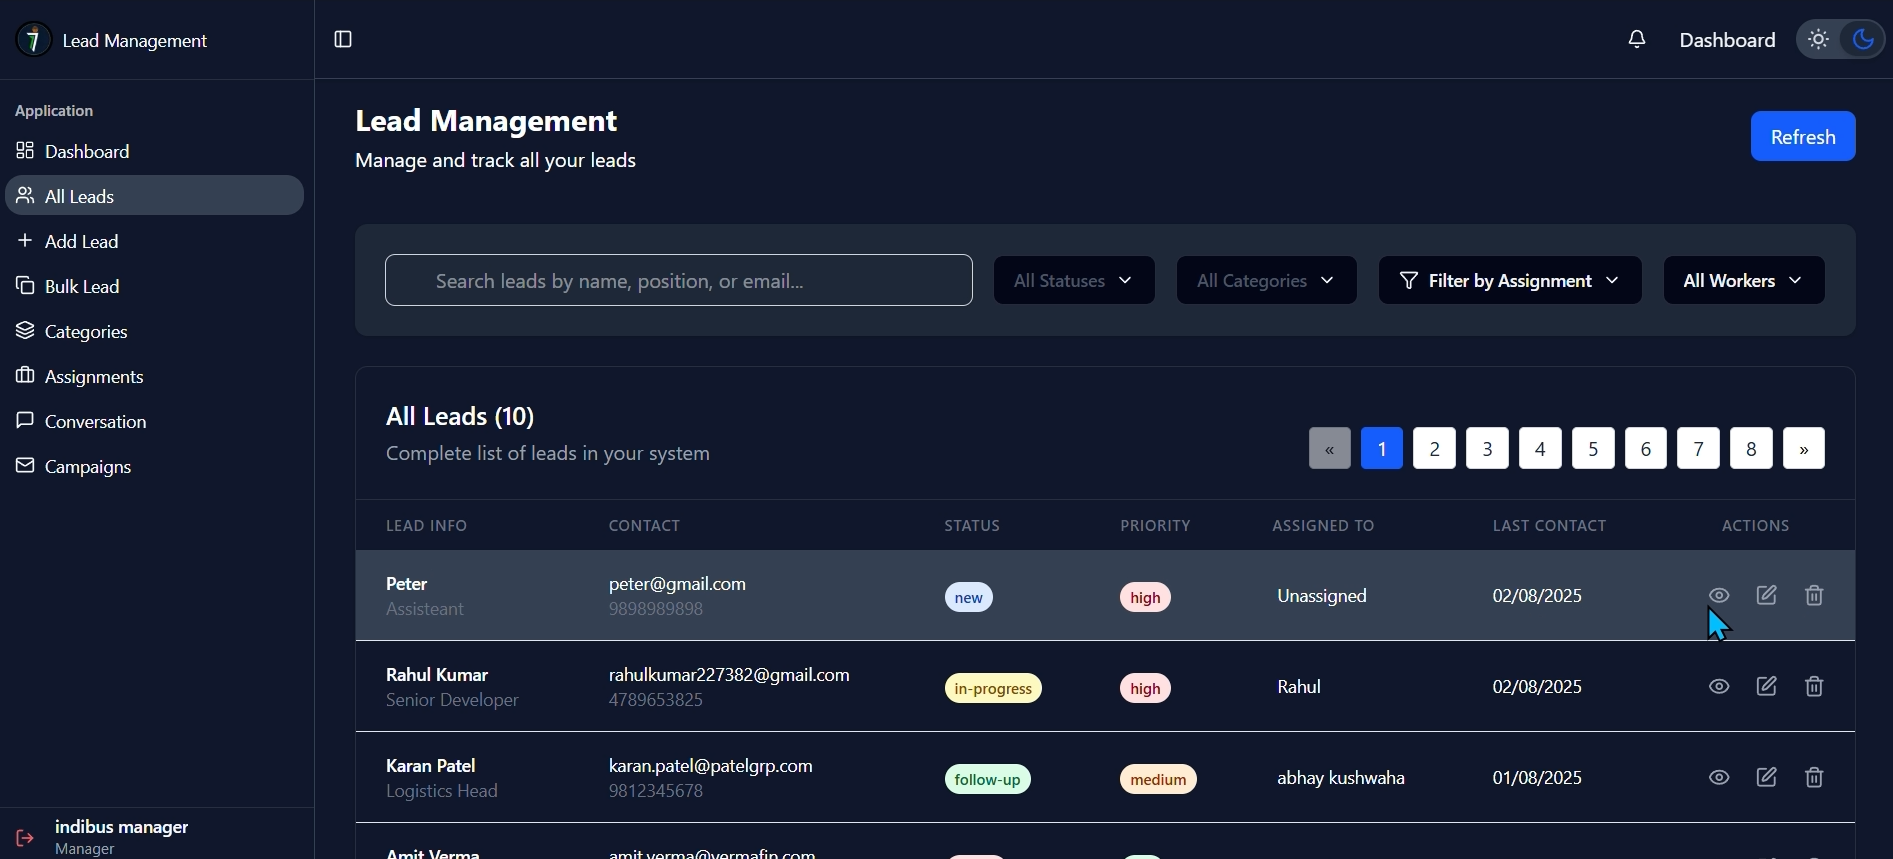 Lead Management
Dashboard
Application
Dashboard
All Leads
Add Lead
Bulk Lead
Categories
Assignments
Conversation
Campaigns
indibus manager
Manager
Lead Management
Manage and track all your leads
Refresh
Search leads by name, position, or email...
All Statuses
All Categories
Filter by Assignment
All Workers
All Leads (10)
Complete list of leads in your system
« 1 2 3 4 5 6 7 8 »
LEAD INFO CONTACT STATUS PRIORITY ASSIGNED TO LAST CONTACT ACTIONS
Peter peter@gmail.com new high Unassigned 02/08/2025
Assisteant 9898989898
Rahul Kumar rahulkumar227382@gmail.com in-progress high Rahul 02/08/2025
Senior Developer 4789653825
Karan Patel karan.patel@patelgrp.com follow-up medium abhay kushwaha 01/08/2025
Logistics Head 9812345678
Amit Verma amit.verma@vermafin.com